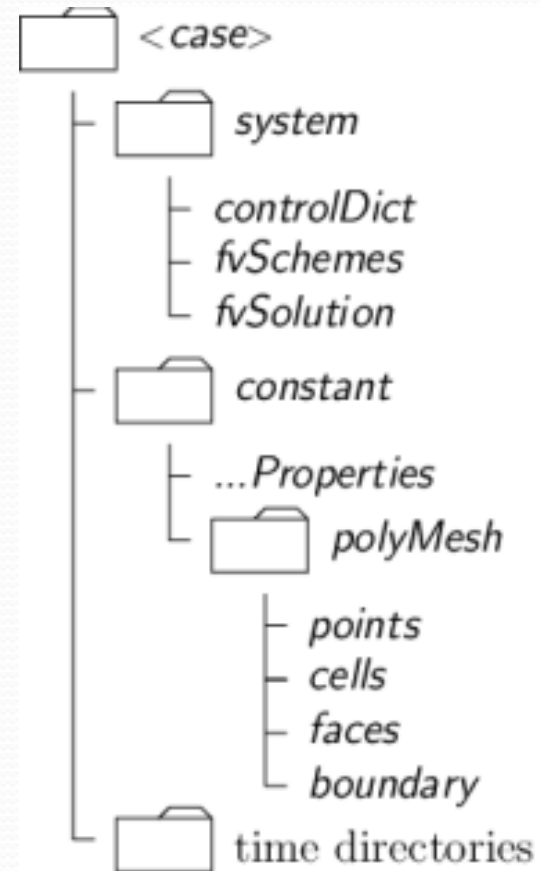 <case>
system
controlDict
fvSchemes
fvSolution
constant
...Properties
polyMesh
points
cells
faces
boundary
time directories